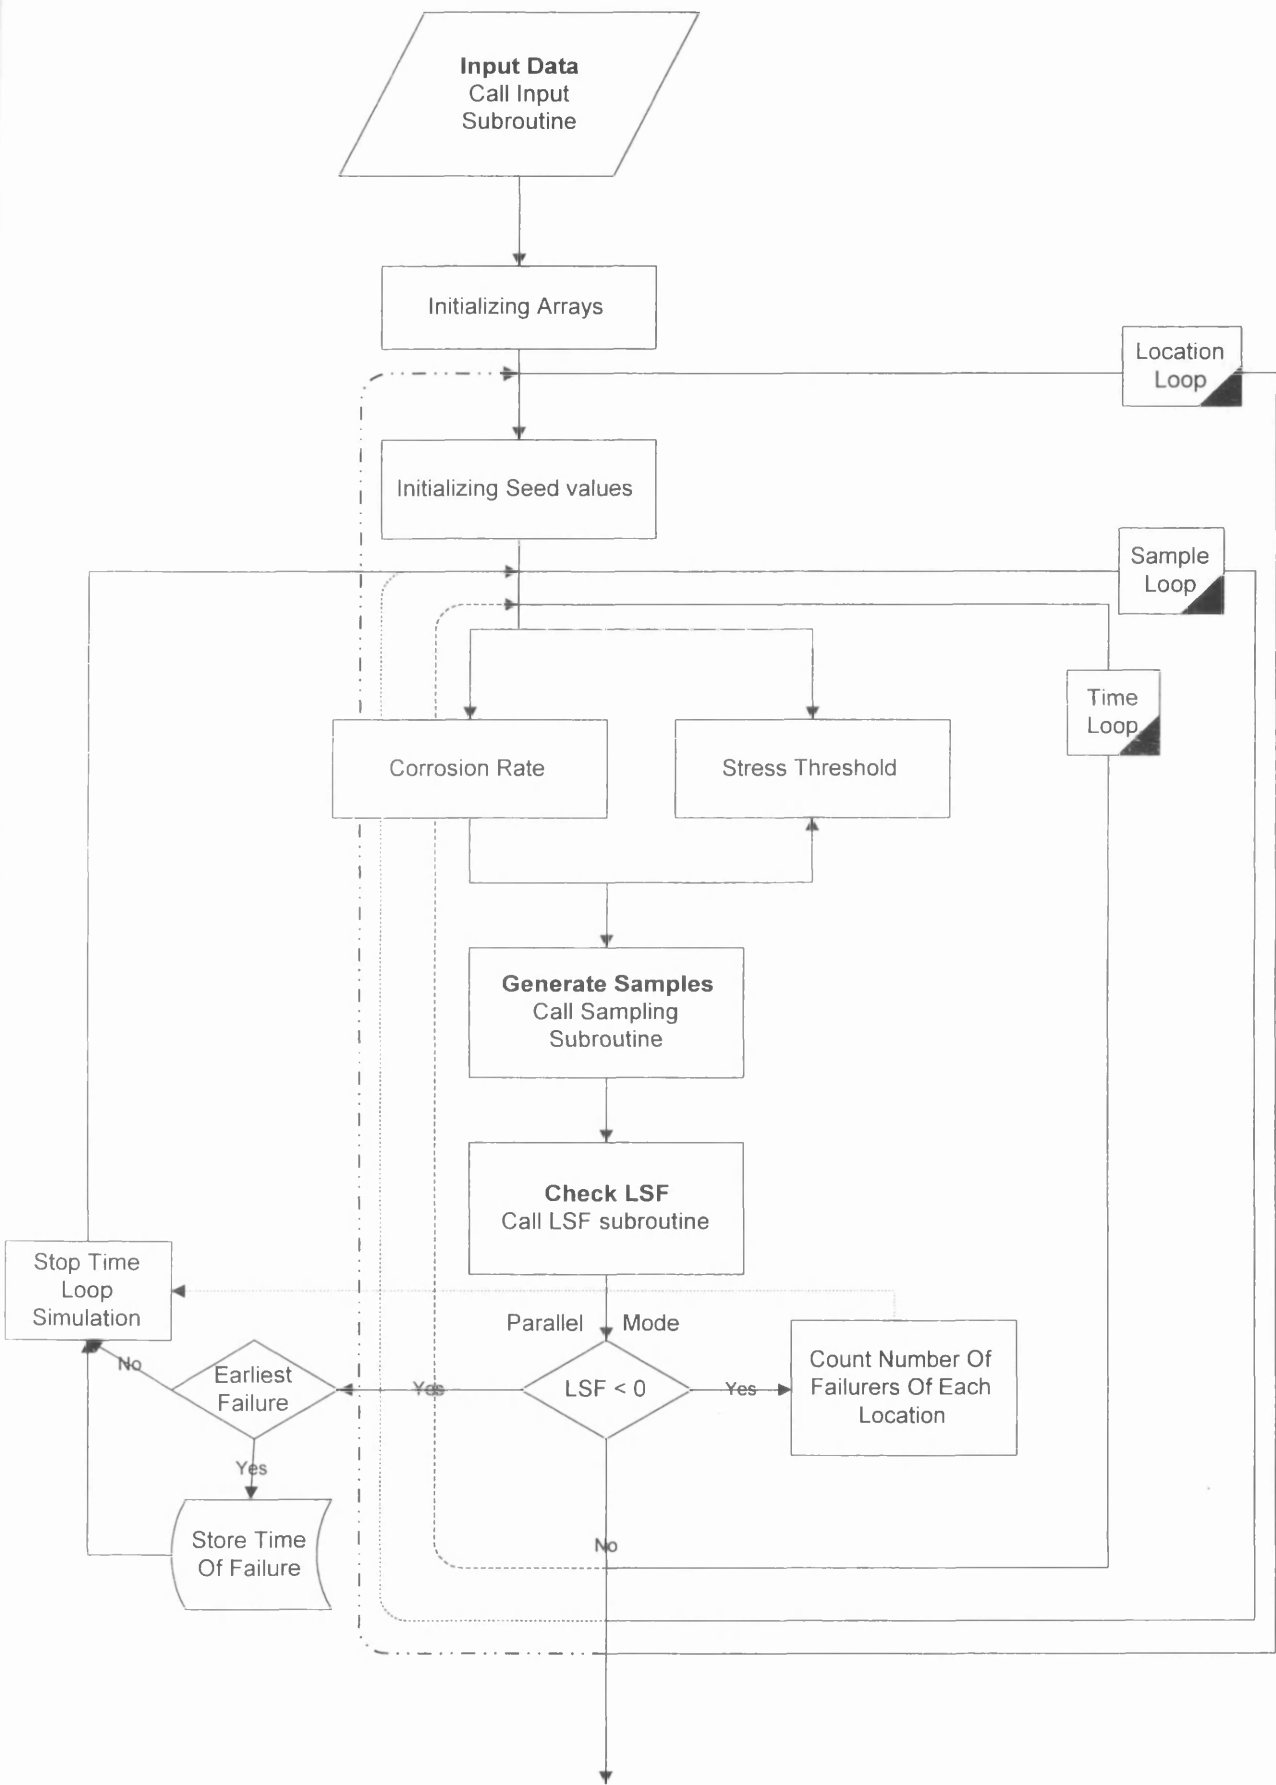 Input Data
Call Input
Subroutine
Initializing Arrays
Location
Loop
Initializing Seed values
Sample
Loop
Time
Loop
Corrosion Rate
Stress Threshold
Generate Samples
Call Sampling
Subroutine
Check LSF
Call LSF subroutine
Stop Time
Loop
Simulation
Parallel Mode
No
Earliest
Failure
Yes
LSF < 0
Yes
Count Number Of
Failurers Of Each
Location
Yes
Store Time
Of Failure
No